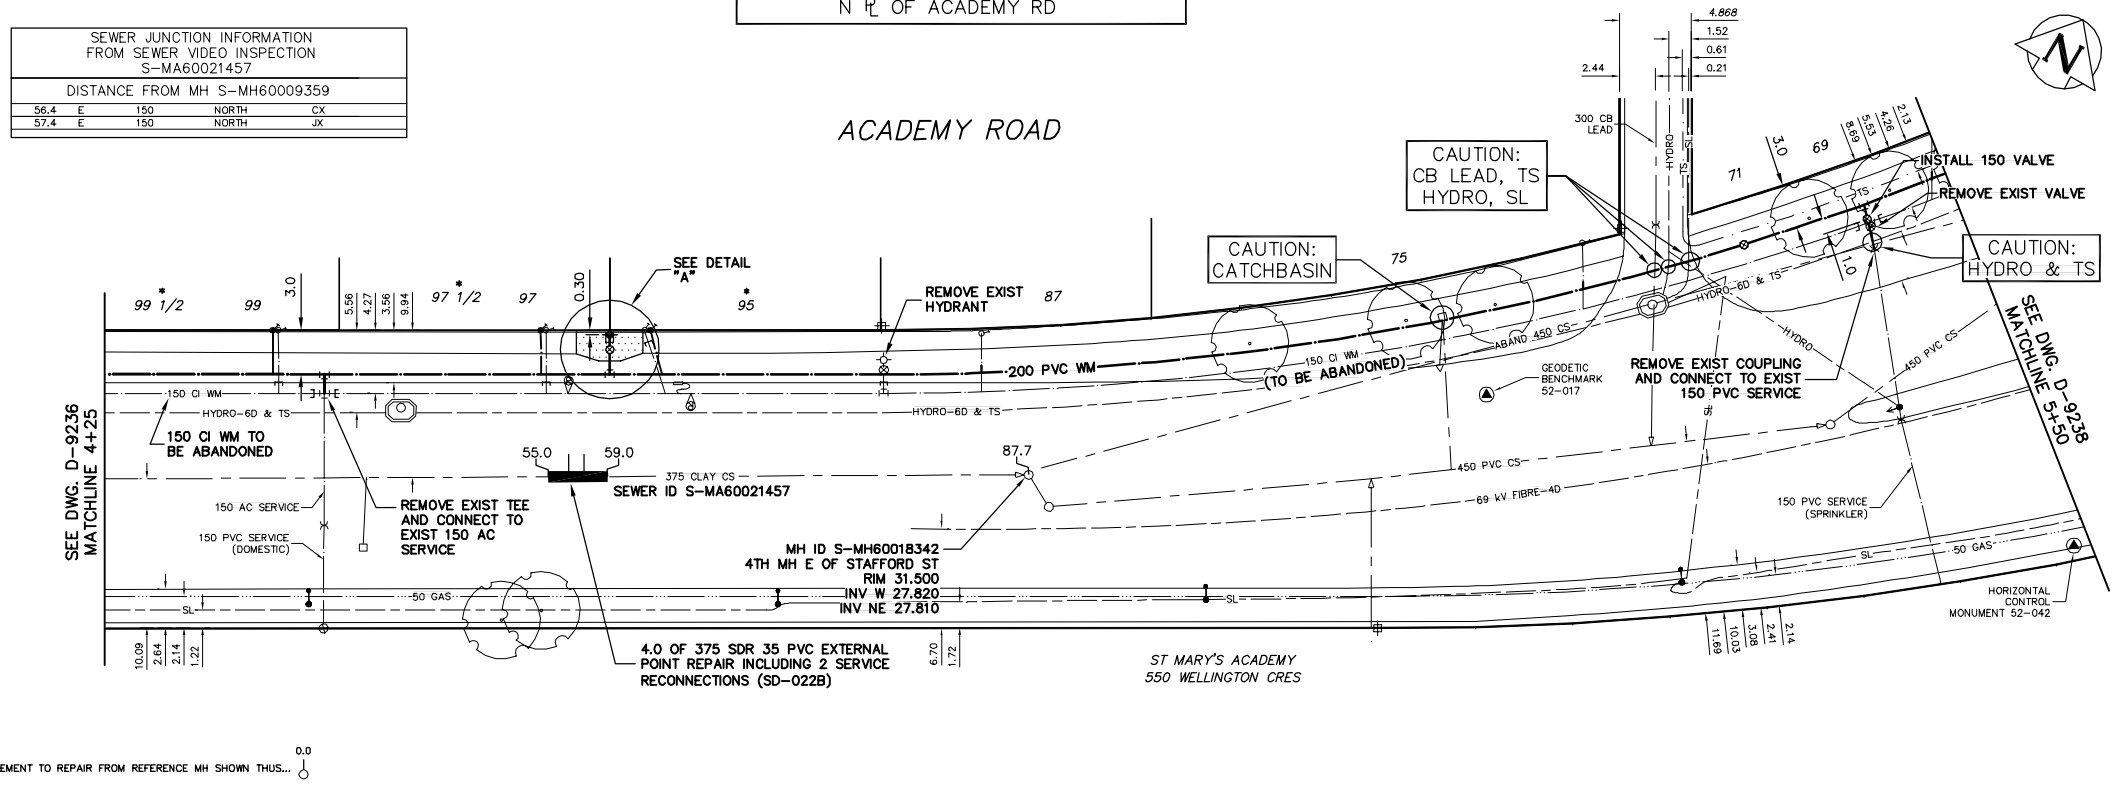 N PL OF ACADEMY RD
SEWER JUNCTION INFORMATION
FROM SEWER VIDEO INSPECTION
S-MA60021457
DISTANCE FROM MH S-MH60009359
56.4 E 150 NORTH CX
57.4 E 150 NORTH JX
ACADEMY ROAD
4.868
1.52
0.61
2.44
0.21
N
300 CB
LEAD
HYDRO
TS
SL
CAUTION:
CB LEAD, TS
HYDRO, SL
71
3.0
69
8.69
5.53
4.26
2.13
INSTALL 150 VALVE
REMOVE EXIST VALVE
TS
CAUTION:
HYDRO & TS
1.0
CAUTION:
CATCHBASIN
75
SEE DETAIL
"A"
REMOVE EXIST
HYDRANT
87
*
99 1/2
99
3.0
5.56
4.27
3.56
9.94
*
97 1/2
97
0.30
*
95
HYDRO-6D & TS
HYDRO
ABAND 450 CS
150 CI WM
(TO BE ABANDONED)
200 PVC WM
GEODETIC
BENCHMARK
52-017
REMOVE EXIST COUPLING
AND CONNECT TO EXIST
150 PVC SERVICE
450 PVC CS
SEE DWG. D-9238
MATCHLINE 5+50
SEE DWG. D-9236
MATCHLINE 4+25
150 CI WM
HYDRO-6D & TS
HYDRO-6D & TS
150 CI WM TO
BE ABANDONED
55.0
59.0
375 CLAY CS
SEWER ID S-MA60021457
87.7
450 PVC CS
69 kV FIBRE-4D
150 PVC SERVICE
(SPRINKLER)
150 AC SERVICE
REMOVE EXIST TEE
AND CONNECT TO
EXIST 150 AC
SERVICE
150 PVC SERVICE
(DOMESTIC)
MH ID S-MH60018342
4TH MH E OF STAFFORD ST
RIM 31.500
INV W 27.820
INV NE 27.810
50 GAS
SL
SL
SL
50 GAS
HORIZONTAL
CONTROL
MONUMENT 52-042
10.09
2.64
2.14
1.22
4.0 OF 375 SDR 35 PVC EXTERNAL
POINT REPAIR INCLUDING 2 SERVICE
RECONNECTIONS (SD-022B)
6.70
1.72
ST MARY'S ACADEMY
550 WELLINGTON CRES
11.69
10.03
3.08
2.41
2.14
0.0
EMENT TO REPAIR FROM REFERENCE MH SHOWN THUS...